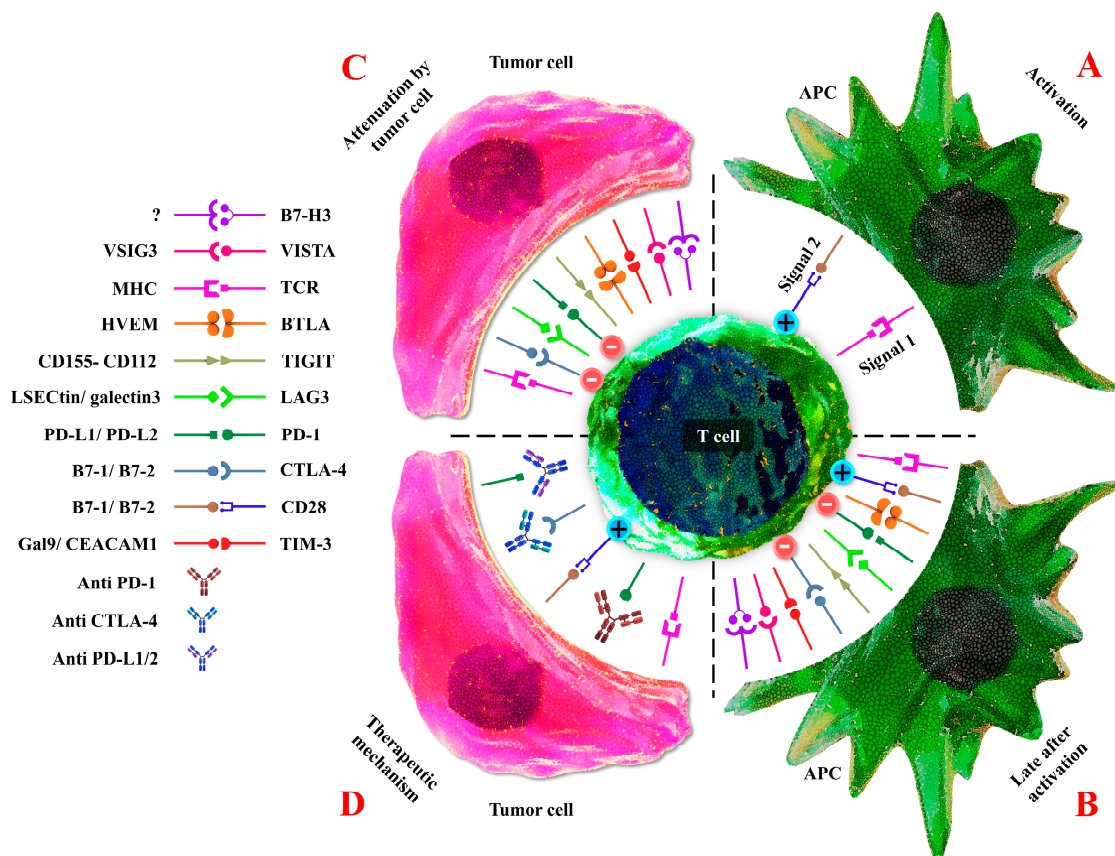 C
Tumor cell
Attenuation by
tumor cell
A
APC
Activation
? B7-H3
VSIG3 VISTA
MHC TCR
HVEM BTLA
CD155- CD112 TIGIT
LSECtin/ galectin3 LAG3
PD-L1/ PD-L2 PD-1
B7-1/ B7-2 CTLA-4
B7-1/ B7-2 CD28
Gal9/ CEACAM1 TIM-3
Anti PD-1
Anti CTLA-4
Anti PD-L1/2
Signal 2
+
Signal 1
−
−
T cell
+
+
−
−
Therapeutic
mechanism
D
Tumor cell
APC
Late after
activation
B